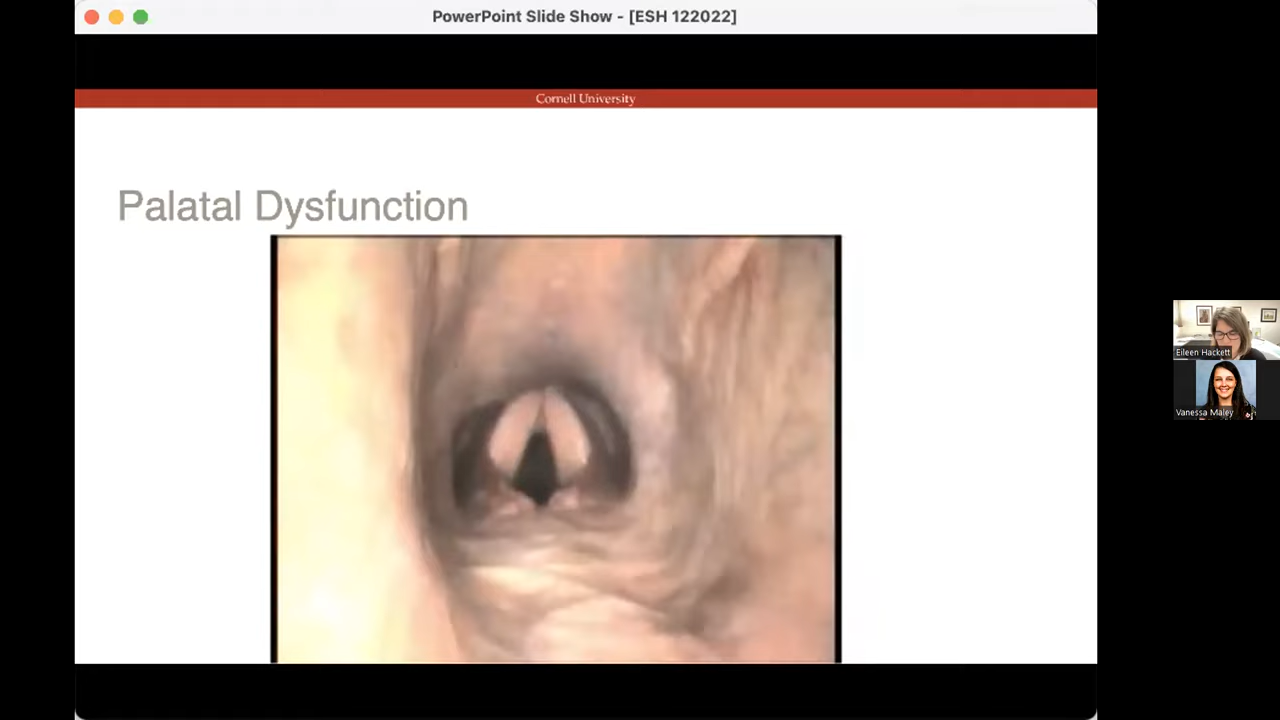 PowerPoint Slide Show - [ESH 122022]
Cornell University
Palatal Dysfunction
Eileen Hackett
Vanessa Maley